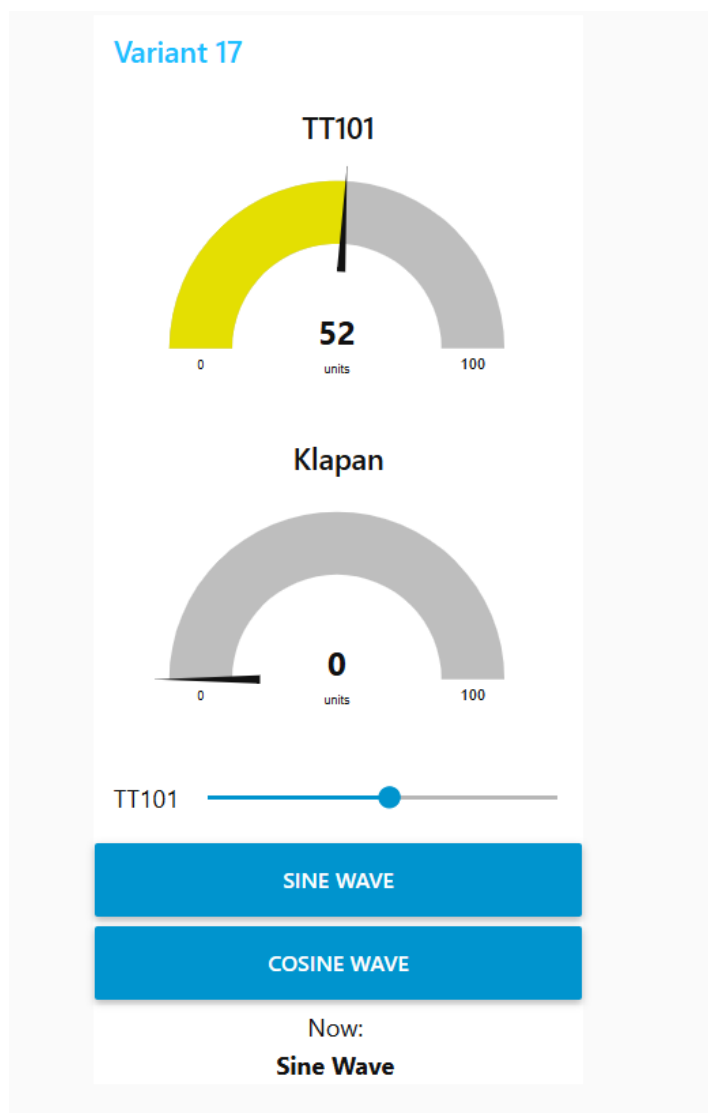 Variant 17
TT101
52
0 units 100
Klapan
0
0 units 100
TT101
SINE WAVE
COSINE WAVE
Now:
Sine Wave